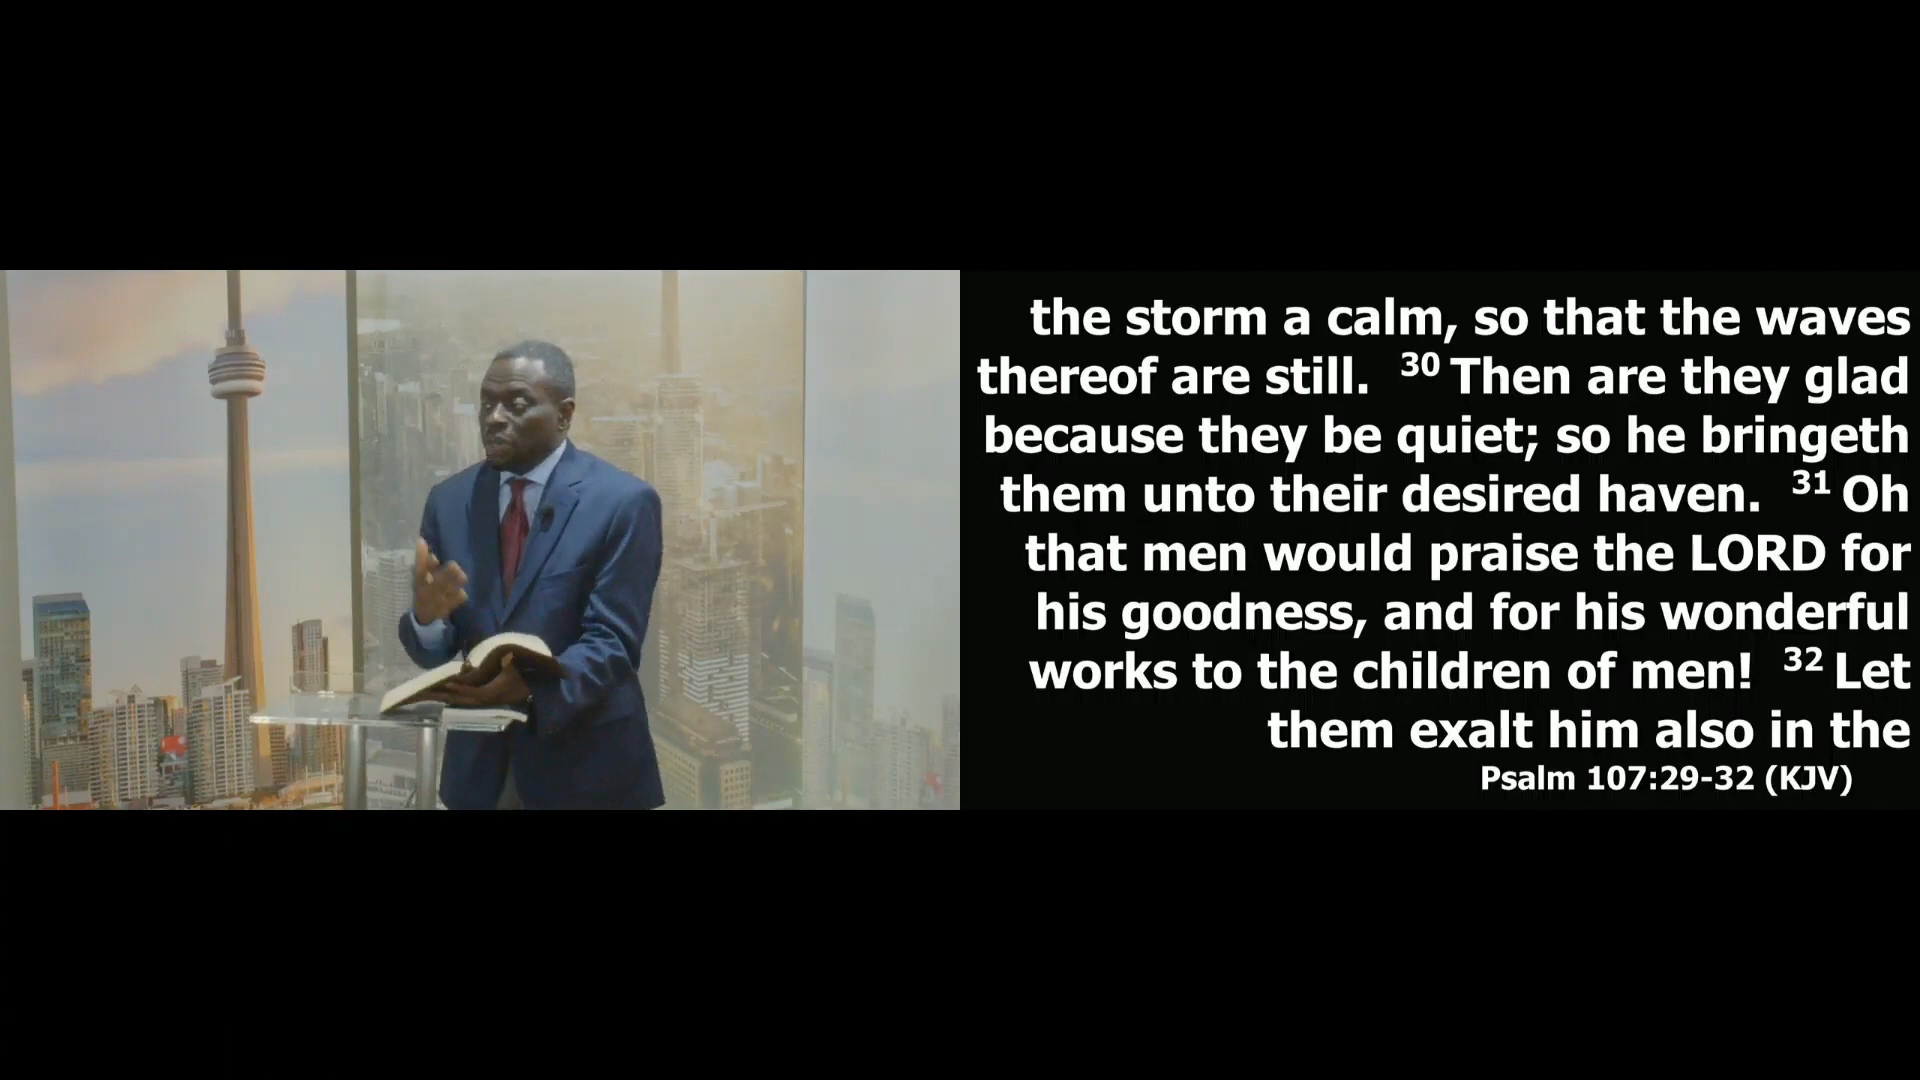 the storm a calm, so that the waves
thereof are still. 30 Then are they glad
because they be quiet; so he bringeth
them unto their desired haven. 31 Oh
that men would praise the LORD for
his goodness, and for his wonderful
works to the children of men! 32 Let
them exalt him also in the
Psalm 107:29-32 (KJV)